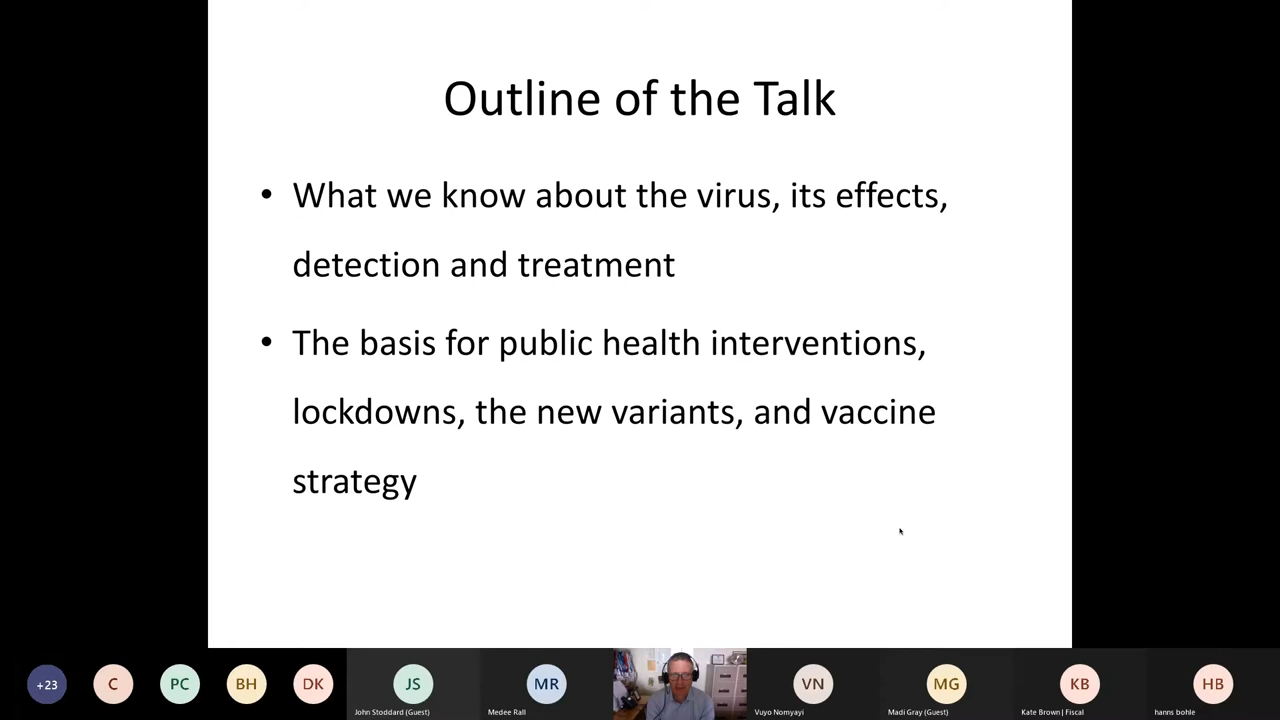 Outline of the Talk
• What we know about the virus, its effects,
detection and treatment
• The basis for public health interventions,
lockdowns, the new variants, and vaccine
strategy
+23
C
PC
BH
DK
JS
MR
VN
MG
KB
HB
John Stoddard (Guest)
Medee Rall
Vuyo Nomyayi
Madi Gray (Guest)
Kate Brown | Fiscal
hanns bohle